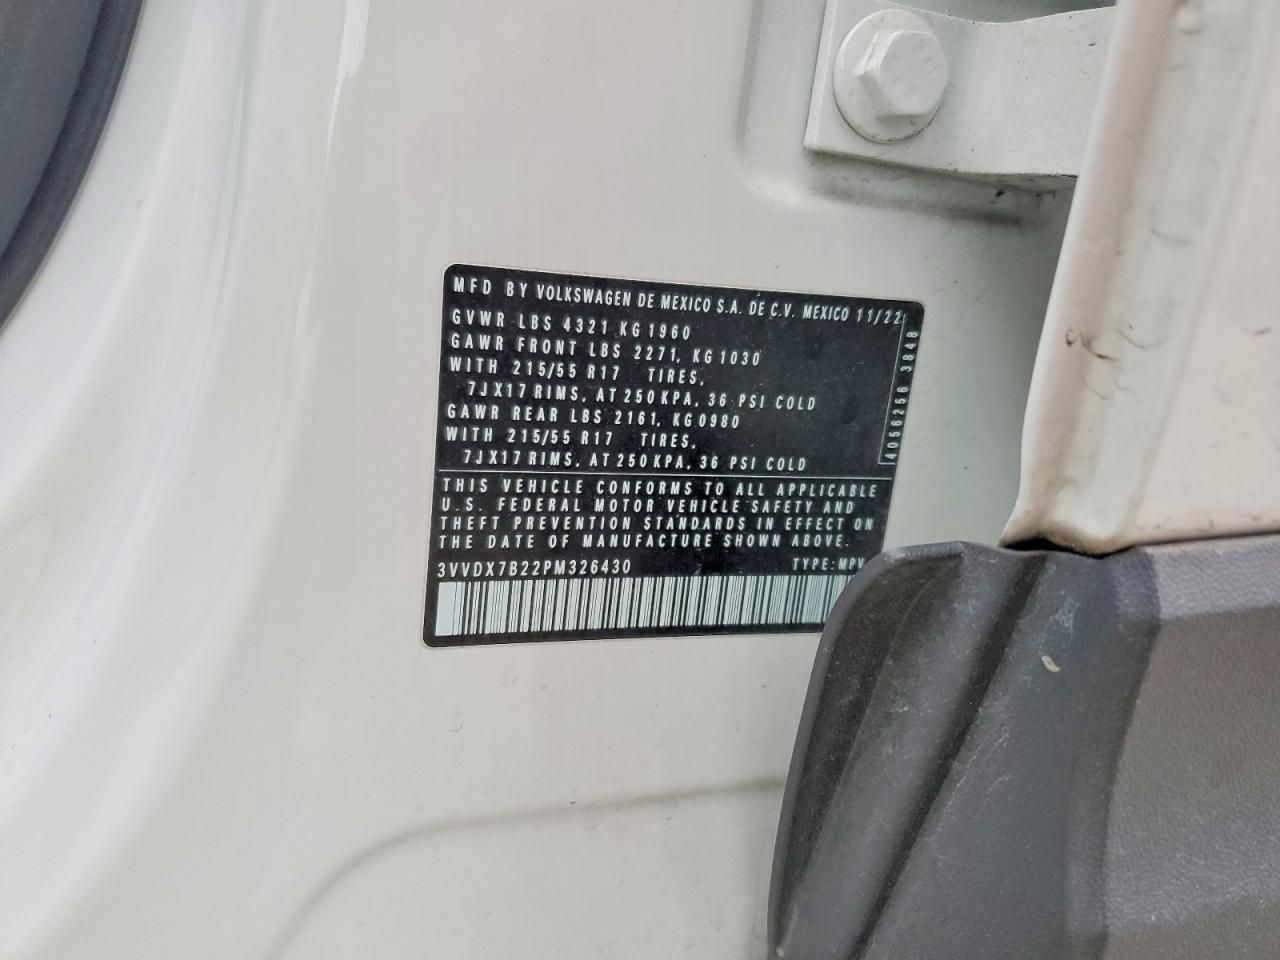 MFD BY VOLKSWAGEN DE MEXICO S.A. DE C.V. MEXICO 11/22
GVWR LBS 4321 KG 1960
GAWR FRONT LBS 2271, KG 1030
WITH 215/55 R17 TIRES,
7JX17 RIMS, AT 250 KPA, 36 PSI COLD
GAWR REAR LBS 2161, KG 0980
WITH 215/55 R17 TIRES,
7JX17 RIMS, AT 250 KPA, 36 PSI COLD
4056256 3848
THIS VEHICLE CONFORMS TO ALL APPLICABLE
U.S. FEDERAL MOTOR VEHICLE SAFETY AND
THEFT PREVENTION STANDARDS IN EFFECT ON
THE DATE OF MANUFACTURE SHOWN ABOVE.
3VVDX7B22PM326430 TYPE: MPV